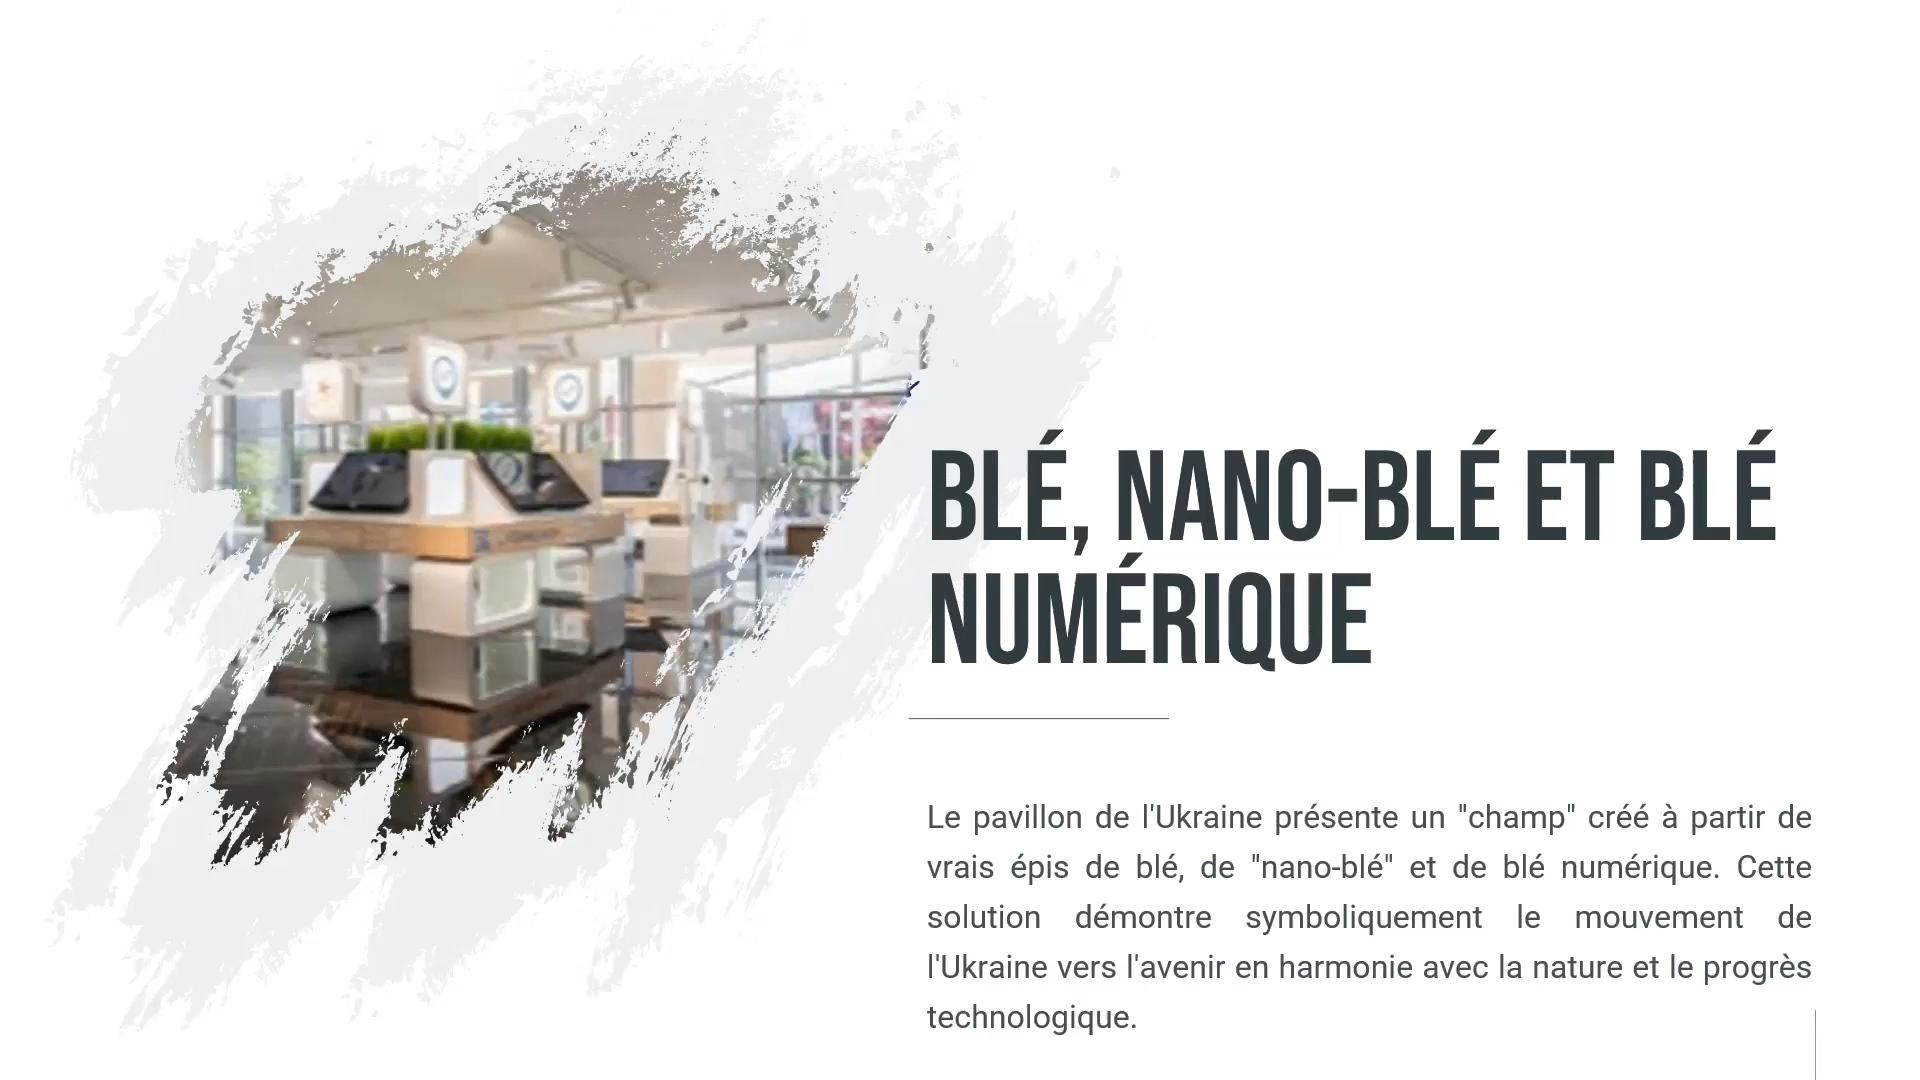 BLÉ, NANO-BLÉ ET BLÉ
NUMÉRIQUE
Le pavillon de l'Ukraine présente un "champ" créé à partir de
vrais épis de blé, de "nano-blé" et de blé numérique. Cette
solution démontre symboliquement le mouvement de
l'Ukraine vers l'avenir en harmonie avec la nature et le progrès
technologique.